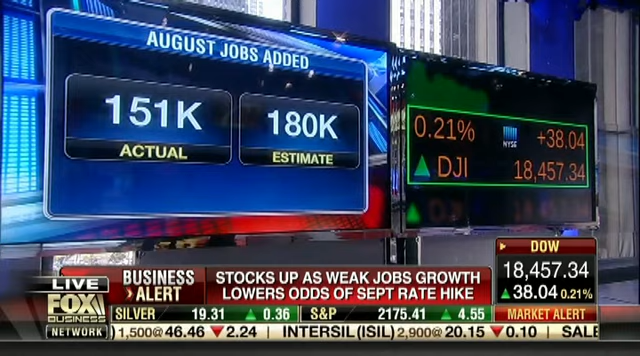 AUGUST JOBS ADDED
151K
ACTUAL
180K
ESTIMATE
0.21%
NYSE
+38.04
▲ DJI
18,457.34
LIVE
FOX
BUSINESS
NETWORK
BUSINESS
ALERT
STOCKS UP AS WEAK JOBS GROWTH
LOWERS ODDS OF SEPT RATE HIKE
DOW
18,457.34
▲ 38.04 0.21%
MARKET ALERT
SILVER 19.31 ▲ 0.36 S&P 2175.41 ▲ 4.55
1,500@ 46.46 ▼ 2.24 INTERSIL (ISIL) 2,900@ 20.15 ▼ 0.10 SALE